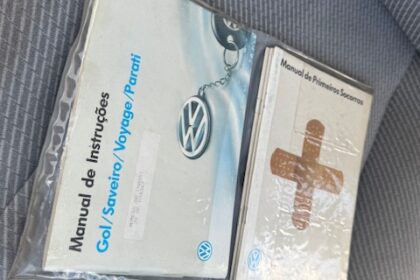 Manual de Instruções
Gol/Saveiro/Voyage/Parati
Manual de Primeiros Socorros